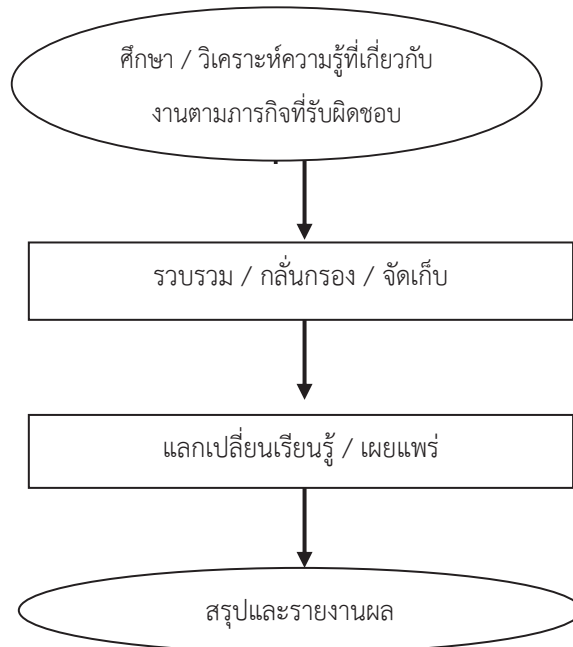 ศึกษา / วิเคราะห์ความรู้ที่เกี่ยวกับ
งานตามภารกิจที่รับผิดชอบ
รวบรวม / กลั่นกรอง / จัดเก็บ
แลกเปลี่ยนเรียนรู้ / เผยแพร่
สรุปและรายงานผล